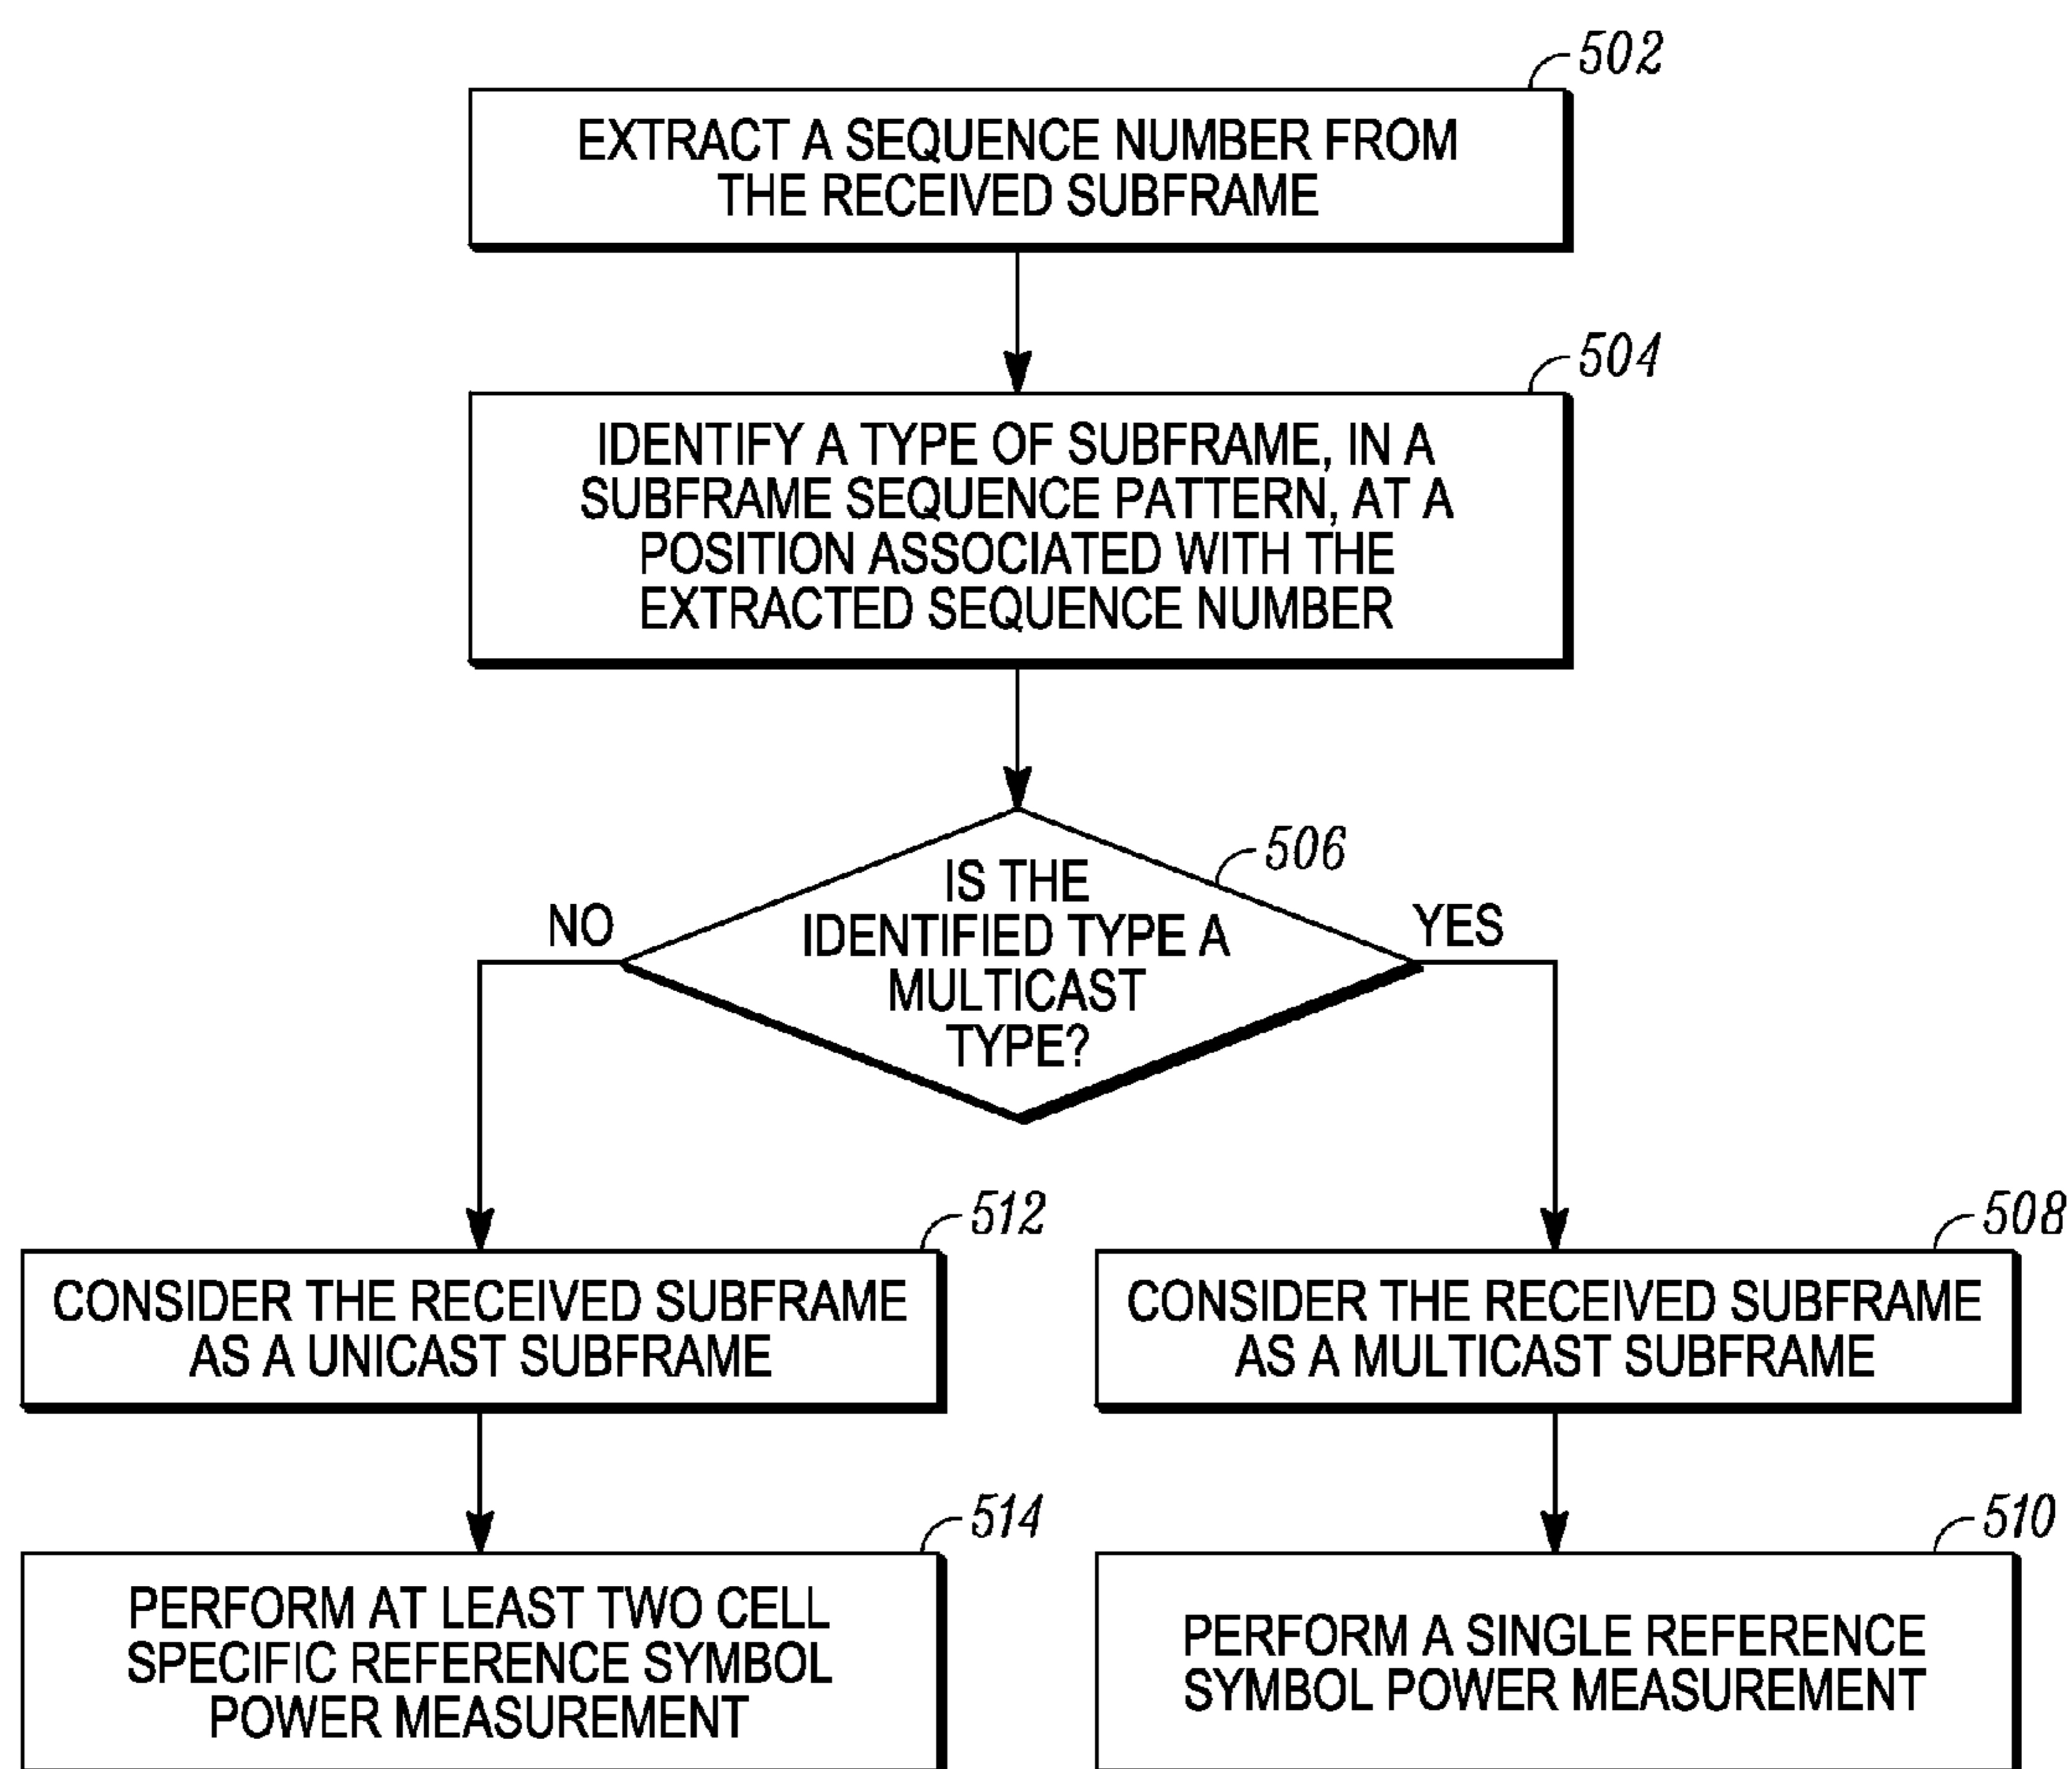 502
EXTRACT A SEQUENCE NUMBER FROM
THE RECEIVED SUBFRAME
504
IDENTIFY A TYPE OF SUBFRAME, IN A
SUBFRAME SEQUENCE PATTERN, AT A
POSITION ASSOCIATED WITH THE
EXTRACTED SEQUENCE NUMBER
506
IS THE
IDENTIFIED TYPE A
MULTICAST
TYPE?
NO
YES
512
CONSIDER THE RECEIVED SUBFRAME
AS A UNICAST SUBFRAME
508
CONSIDER THE RECEIVED SUBFRAME
AS A MULTICAST SUBFRAME
514
PERFORM AT LEAST TWO CELL
SPECIFIC REFERENCE SYMBOL
POWER MEASUREMENT
510
PERFORM A SINGLE REFERENCE
SYMBOL POWER MEASUREMENT